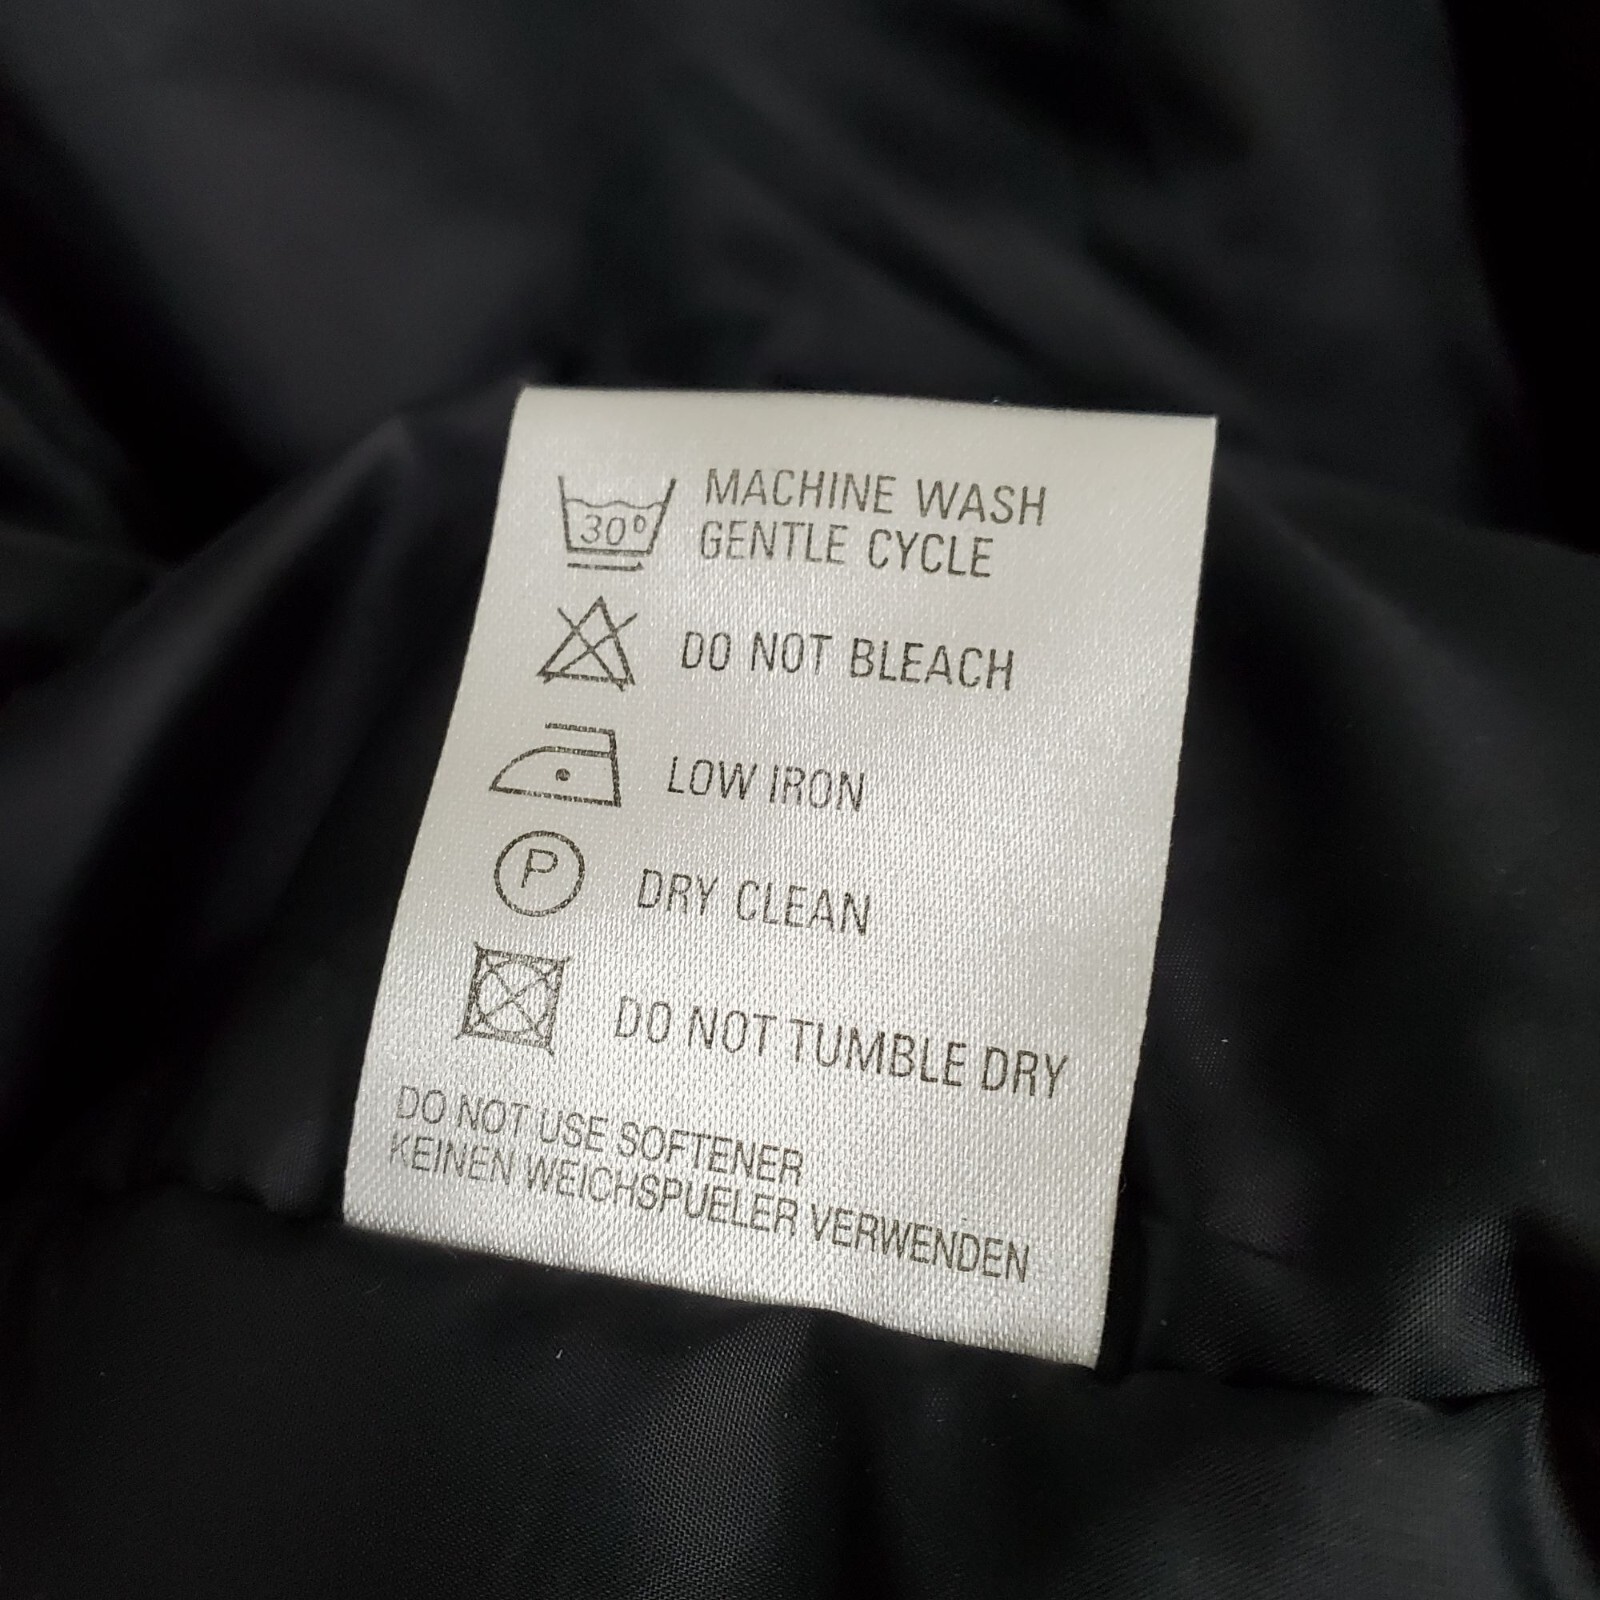 30° MACHINE WASH
GENTLE CYCLE
DO NOT BLEACH
LOW IRON
P DRY CLEAN
DO NOT TUMBLE DRY
DO NOT USE SOFTENER
KEINEN WEICHSPUELER VERWENDEN